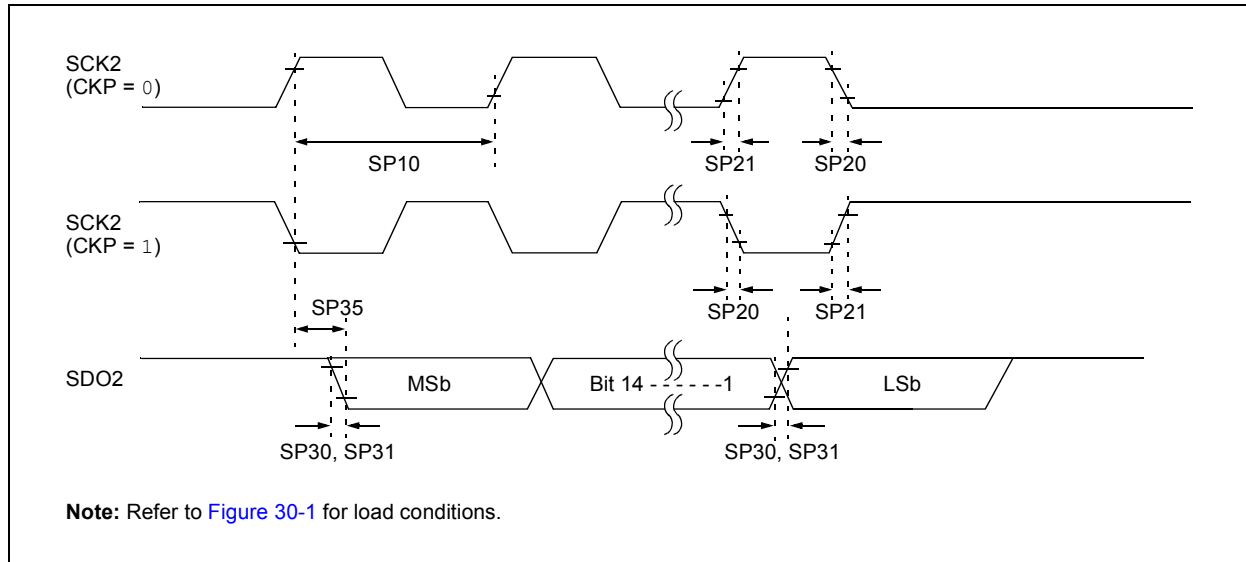 SCK2
(CKP = 0)
SP10
SP21
SP20
SCK2
(CKP = 1)
SP35
SP20
SP21
SDO2
MSb
Bit 14 - - - - - -1
LSb
SP30, SP31
SP30, SP31
Note: Refer to Figure 30-1 for load conditions.